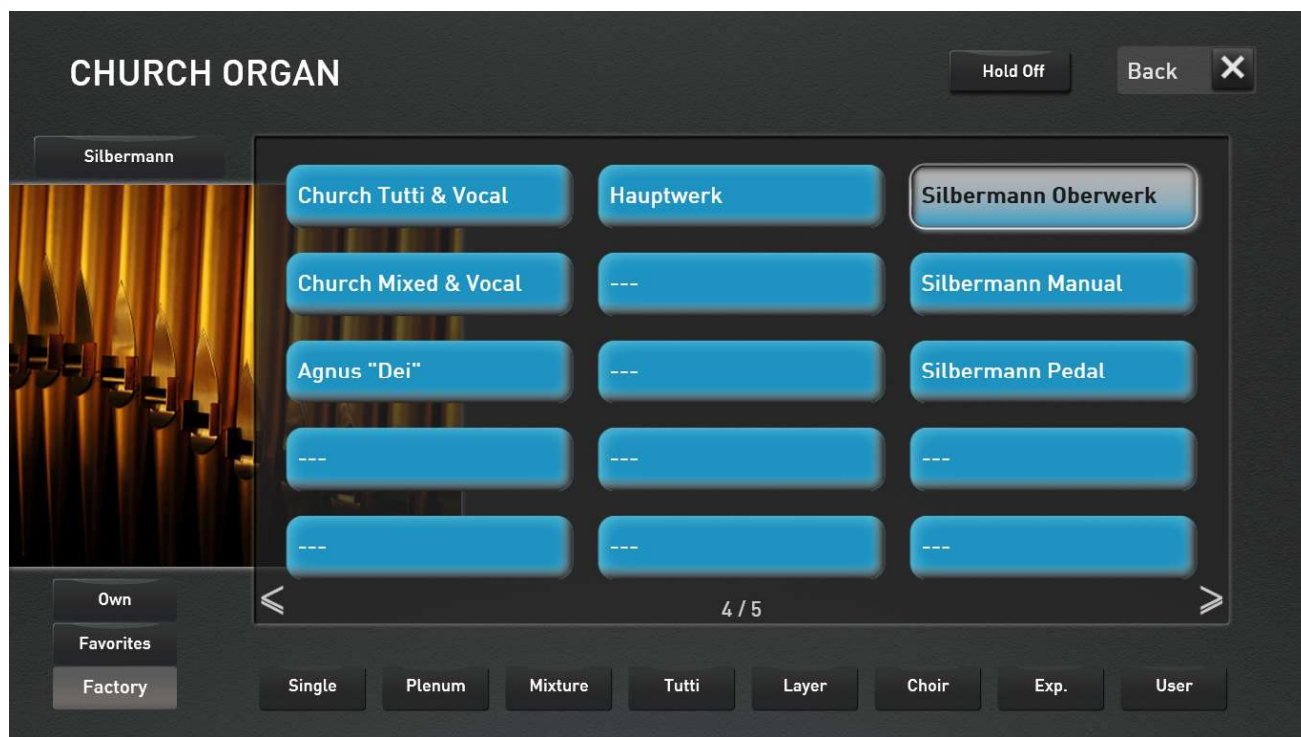 CHURCH ORGAN
Hold Off
Back
Silbermann
Church Tutti & Vocal
Hauptwerk
Silbermann Oberwerk
Church Mixed & Vocal
---
Silbermann Manual
Agnus "Dei"
---
Silbermann Pedal
---
---
---
---
---
---
4 / 5
Own
Favorites
Factory
Single
Plenum
Mixture
Tutti
Layer
Choir
Exp.
User